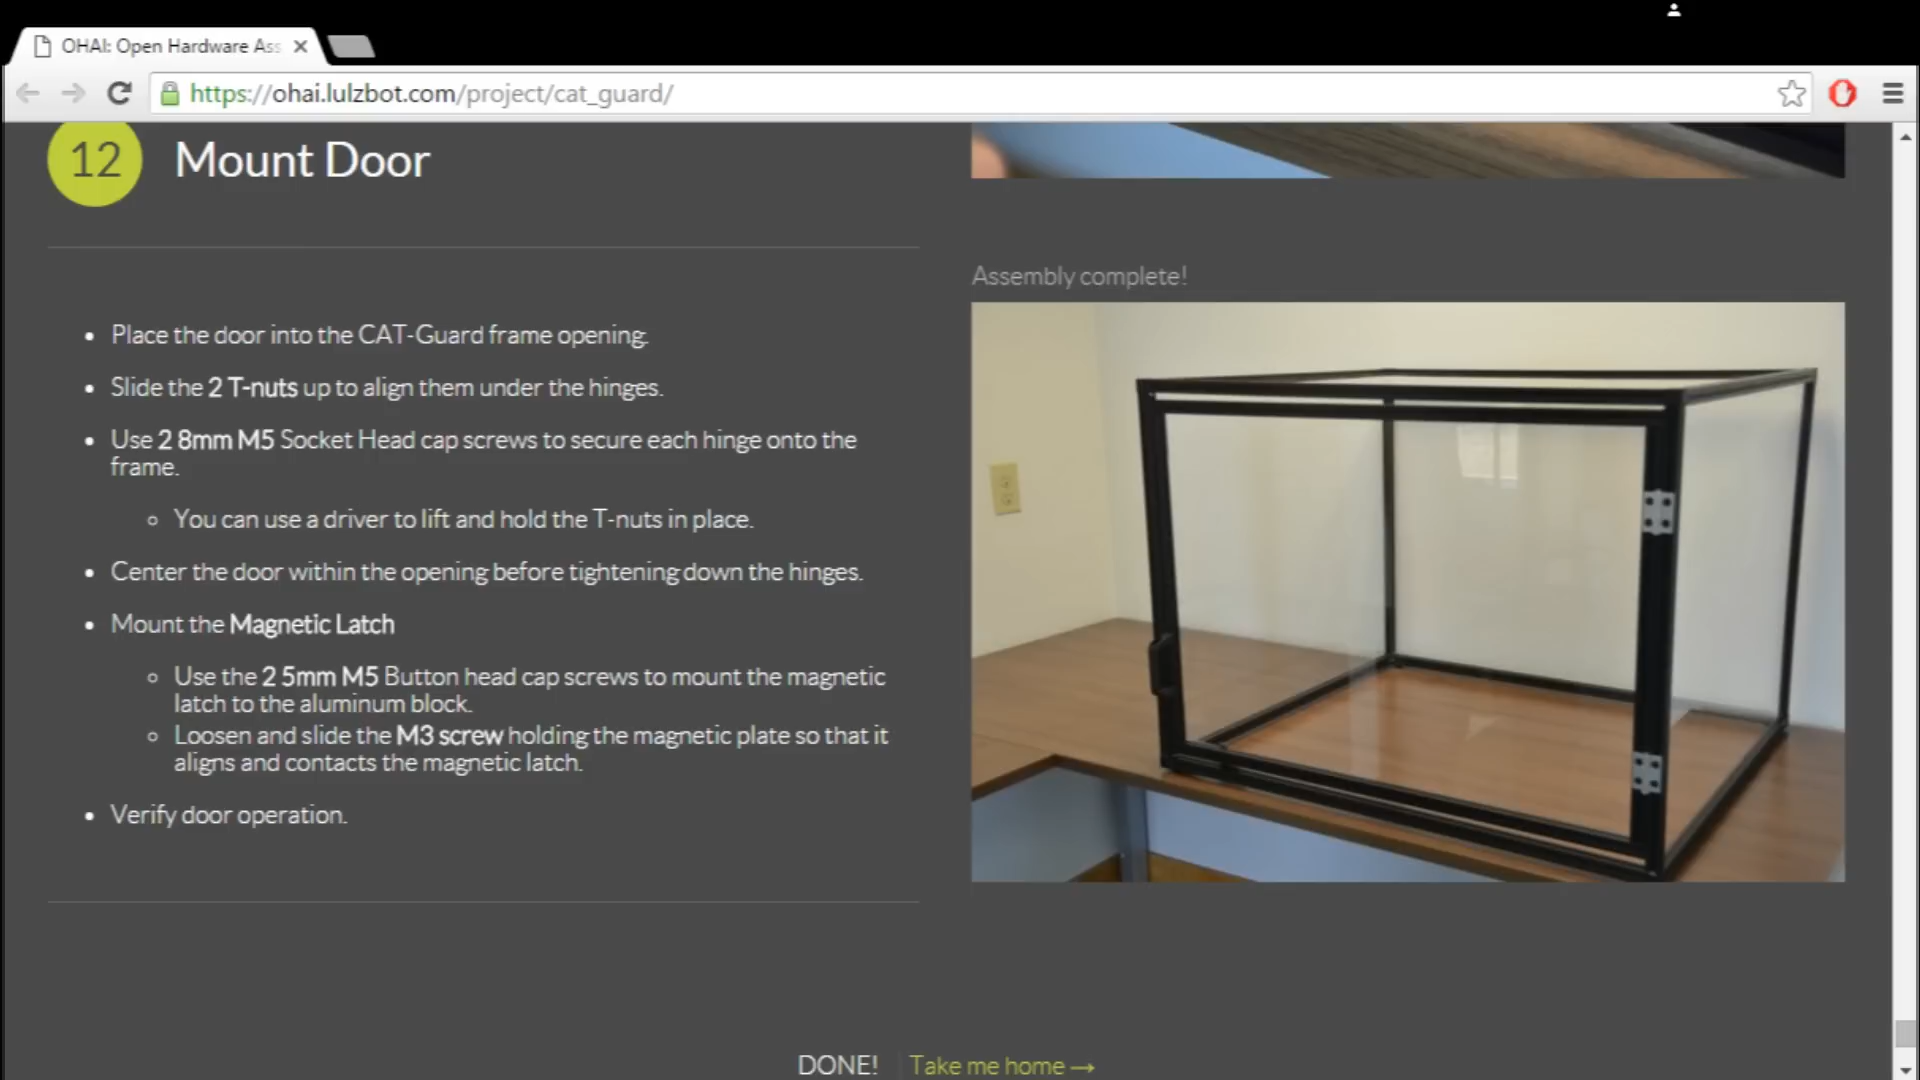 OHAI: Open Hardware Ass
https://ohai.lulzbot.com/project/cat_guard/
12 Mount Door
Assembly complete!
• Place the door into the CAT-Guard frame opening.
• Slide the 2 T-nuts up to align them under the hinges.
• Use 2 8mm M5 Socket Head cap screws to secure each hinge onto the
frame.
◦ You can use a driver to lift and hold the T-nuts in place.
• Center the door within the opening before tightening down the hinges.
• Mount the Magnetic Latch
◦ Use the 2 5mm M5 Button head cap screws to mount the magnetic
latch to the aluminum block.
◦ Loosen and slide the M3 screw holding the magnetic plate so that it
aligns and contacts the magnetic latch.
• Verify door operation.
DONE! Take me home →